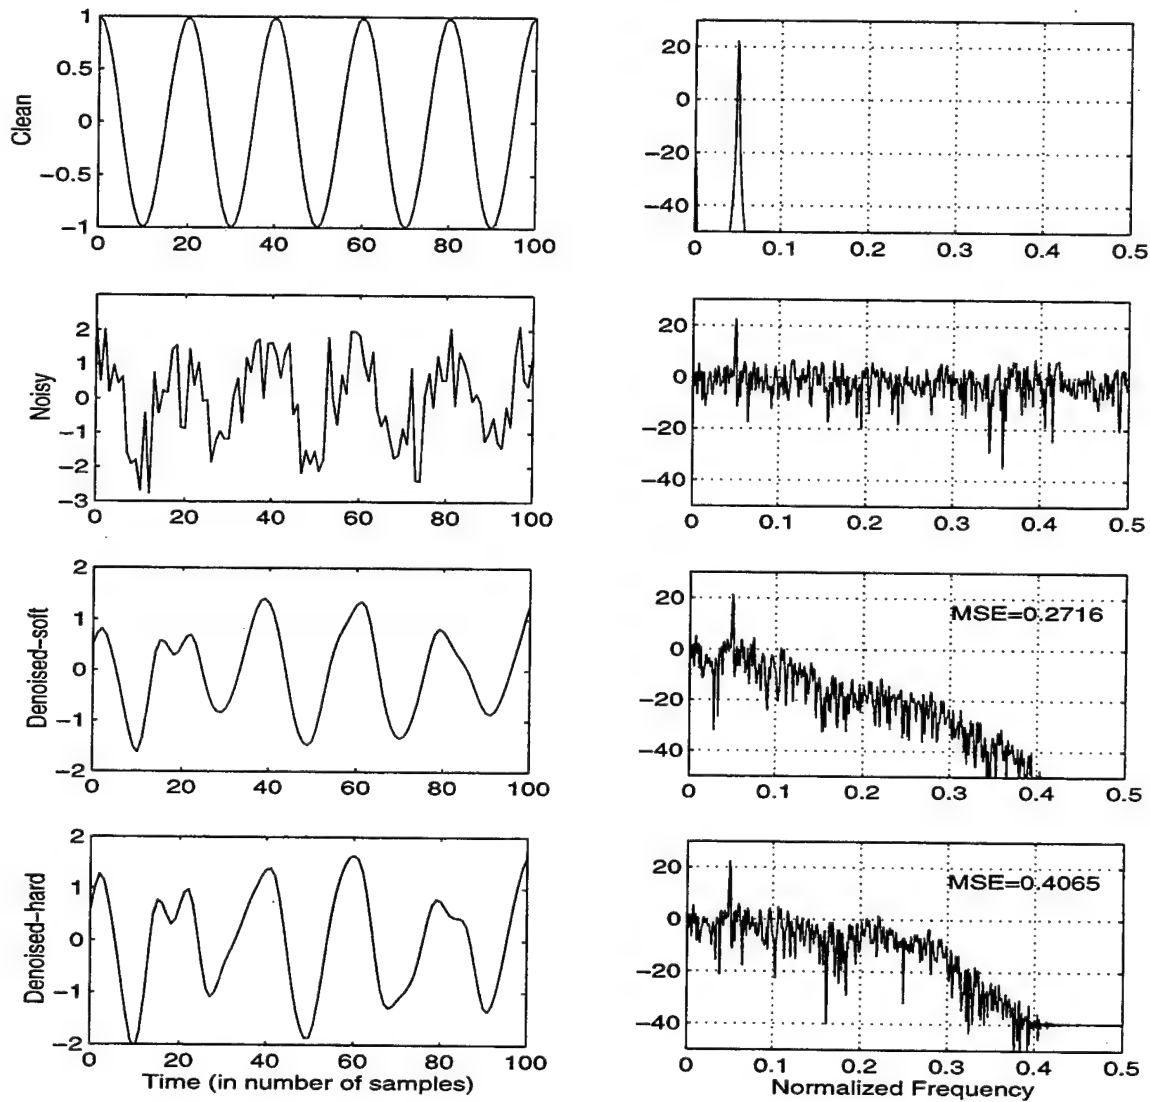 Clean
1
0.5
0
−0.5
−1
0 20 40 60 80 100
20
0
−20
−40
0 0.1 0.2 0.3 0.4 0.5
Noisy
2
1
0
−1
−2
−3
0 20 40 60 80 100
20
0
−20
−40
0 0.1 0.2 0.3 0.4 0.5
Denoised−soft
2
1
0
−1
−2
0 20 40 60 80 100
MSE=0.2716
20
0
−20
−40
0 0.1 0.2 0.3 0.4 0.5
Denoised−hard
2
1
0
−1
−2
0 20 40 60 80 100
Time (in number of samples)
MSE=0.4065
20
0
−20
−40
0 0.1 0.2 0.3 0.4 0.5
Normalized Frequency